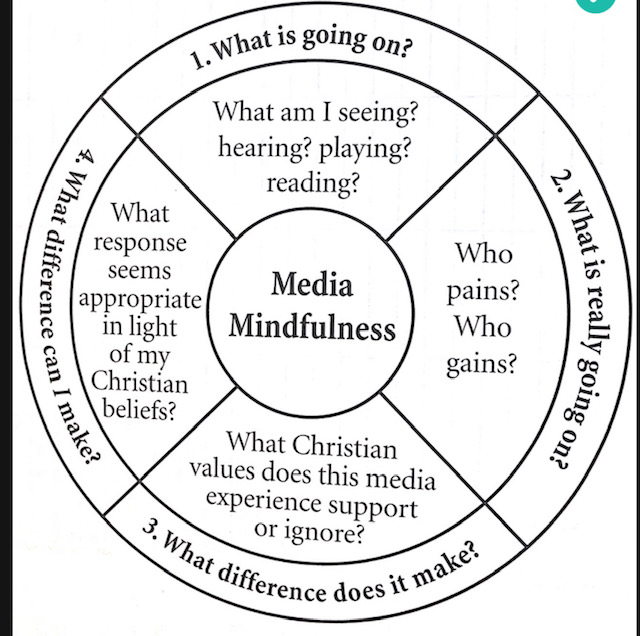 1. What is going on?
What am I seeing?
hearing? playing?
reading?
2. What is really going on?
Who
pains?
Who
gains?
3. What difference does it make?
What Christian
values does this media
experience support
or ignore?
4. What difference can I make?
What
response
seems
appropriate
in light
of my
Christian
beliefs?
Media
Mindfulness